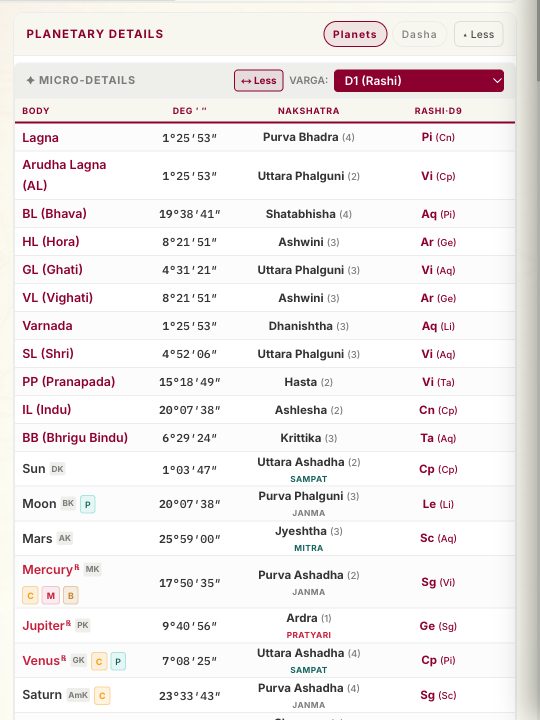 PLANETARY DETAILS Planets Dasha Less
✦ MICRO-DETAILS ↔ Less VARGA: D1 (Rashi)
BODY DEG ′ ″ NAKSHATRA RASHI·D9
Lagna 1°25′53″ Purva Bhadra (4) Pi (Cn)
Arudha Lagna
(AL) 1°25′53″ Uttara Phalguni (2) Vi (Cp)
BL (Bhava) 19°38′41″ Shatabhisha (4) Aq (Pi)
HL (Hora) 8°21′51″ Ashwini (3) Ar (Ge)
GL (Ghati) 4°31′21″ Uttara Phalguni (3) Vi (Aq)
VL (Vighati) 8°21′51″ Ashwini (3) Ar (Ge)
Varnada 1°25′53″ Dhanishtha (3) Aq (Li)
SL (Shri) 4°52′06″ Uttara Phalguni (3) Vi (Aq)
PP (Pranapada) 15°18′49″ Hasta (2) Vi (Ta)
IL (Indu) 20°07′38″ Ashlesha (2) Cn (Cp)
BB (Bhrigu Bindu) 6°29′24″ Krittika (3) Ta (Aq)
Sun DK 1°03′47″ Uttara Ashadha (2) Cp (Cp)
SAMPAT
Moon BK P 20°07′38″ Purva Phalguni (3) Le (Li)
JANMA
Mars AK 25°59′00″ Jyeshtha (3) Sc (Aq)
MITRA
Mercury℞ MK 17°50′35″ Purva Ashadha (2) Sg (Vi)
C M B JANMA
Jupiter℞ PK 9°40′56″ Ardra (1) Ge (Sg)
PRATYARI
Venus℞ GK C P 7°08′25″ Uttara Ashadha (4) Cp (Pi)
SAMPAT
Saturn AmK C 23°33′43″ Purva Ashadha (4) Sg (Sc)
JANMA